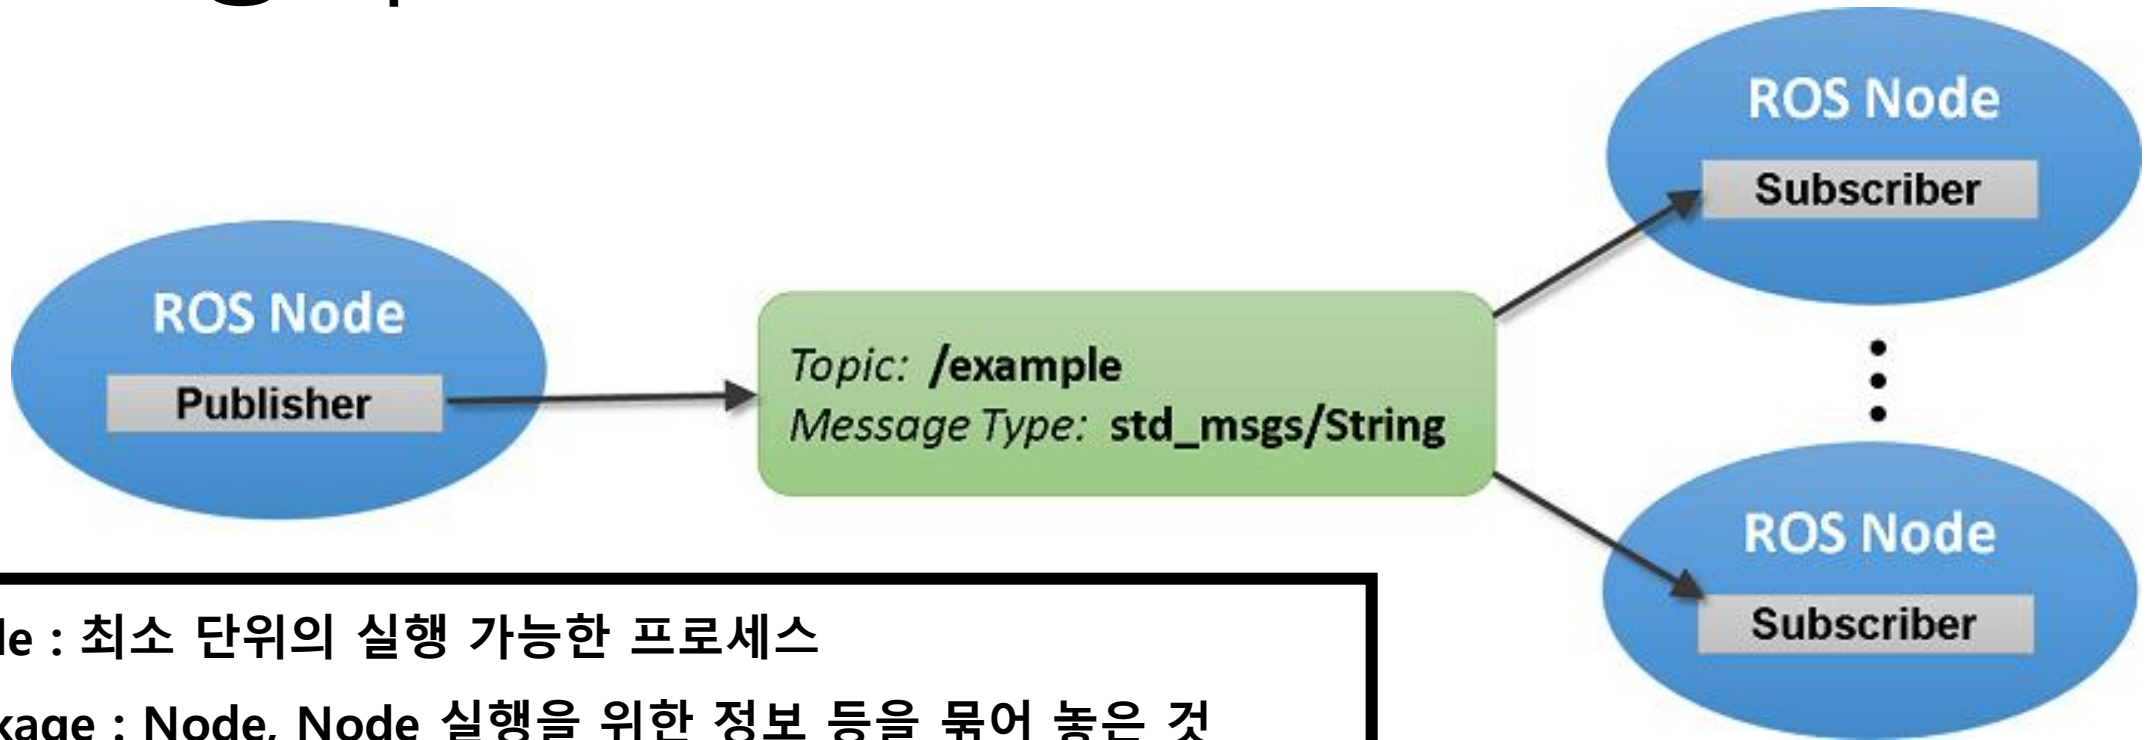 ROS Node
Publisher
Topic: /example
Message Type: std_msgs/String
ROS Node
Subscriber
ROS Node
Subscriber
: 최소 단위의 실행 가능한 프로세스
: Node, Node 실행을 위한 정보 등을 묶어 놓은 것